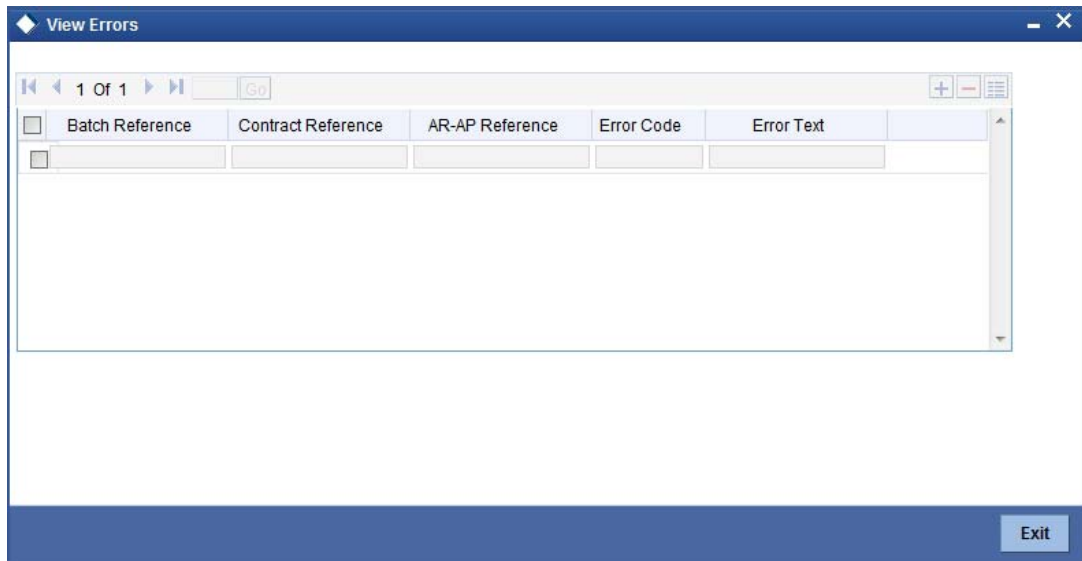 View Errors
1 Of 1 Go
Batch Reference Contract Reference AR-AP Reference Error Code Error Text
Exit